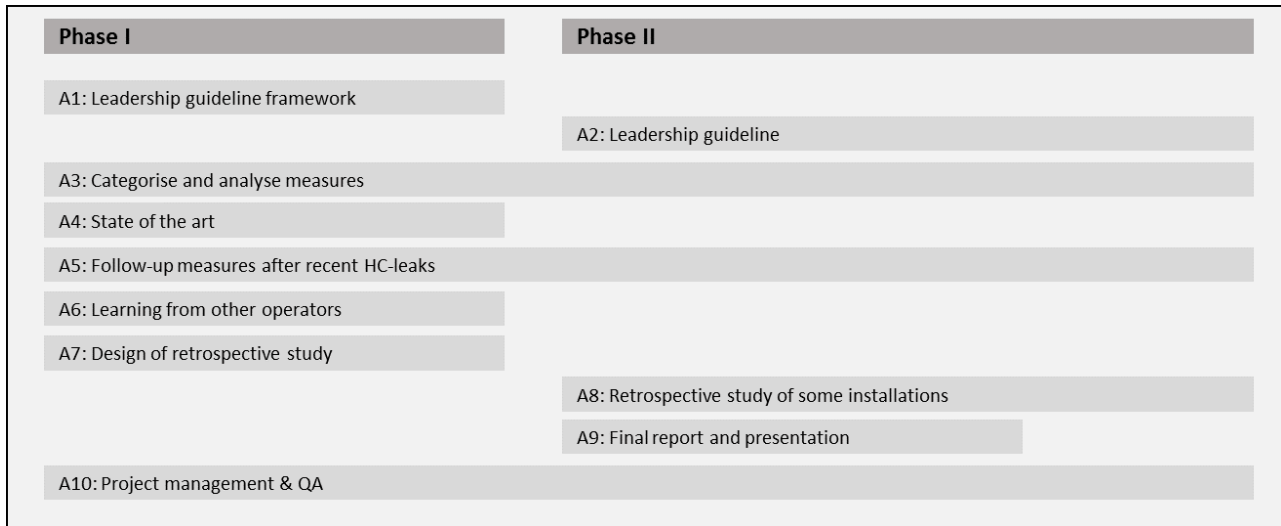 Phase I
Phase II
A1: Leadership guideline framework
A2: Leadership guideline
A3: Categorise and analyse measures
A4: State of the art
A5: Follow-up measures after recent HC-leaks
A6: Learning from other operators
A7: Design of retrospective study
A8: Retrospective study of some installations
A9: Final report and presentation
A10: Project management & QA